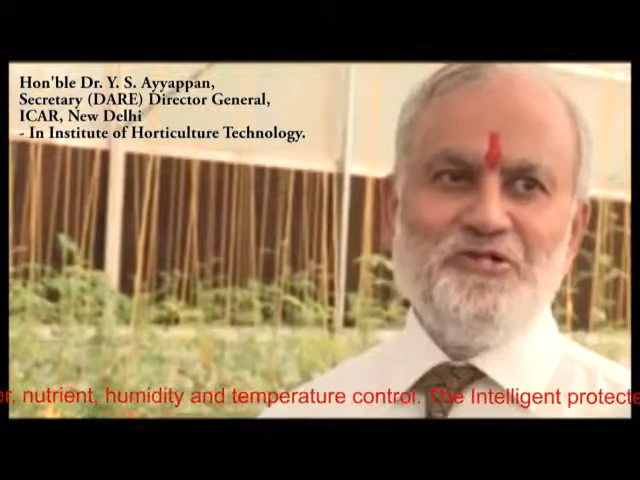 Hon'ble Dr. Y. S. Ayyappan,
Secretary (DARE) Director General,
ICAR, New Delhi
- In Institute of Horticulture Technology.
nutrient, humidity and temperature control. The Intelligent